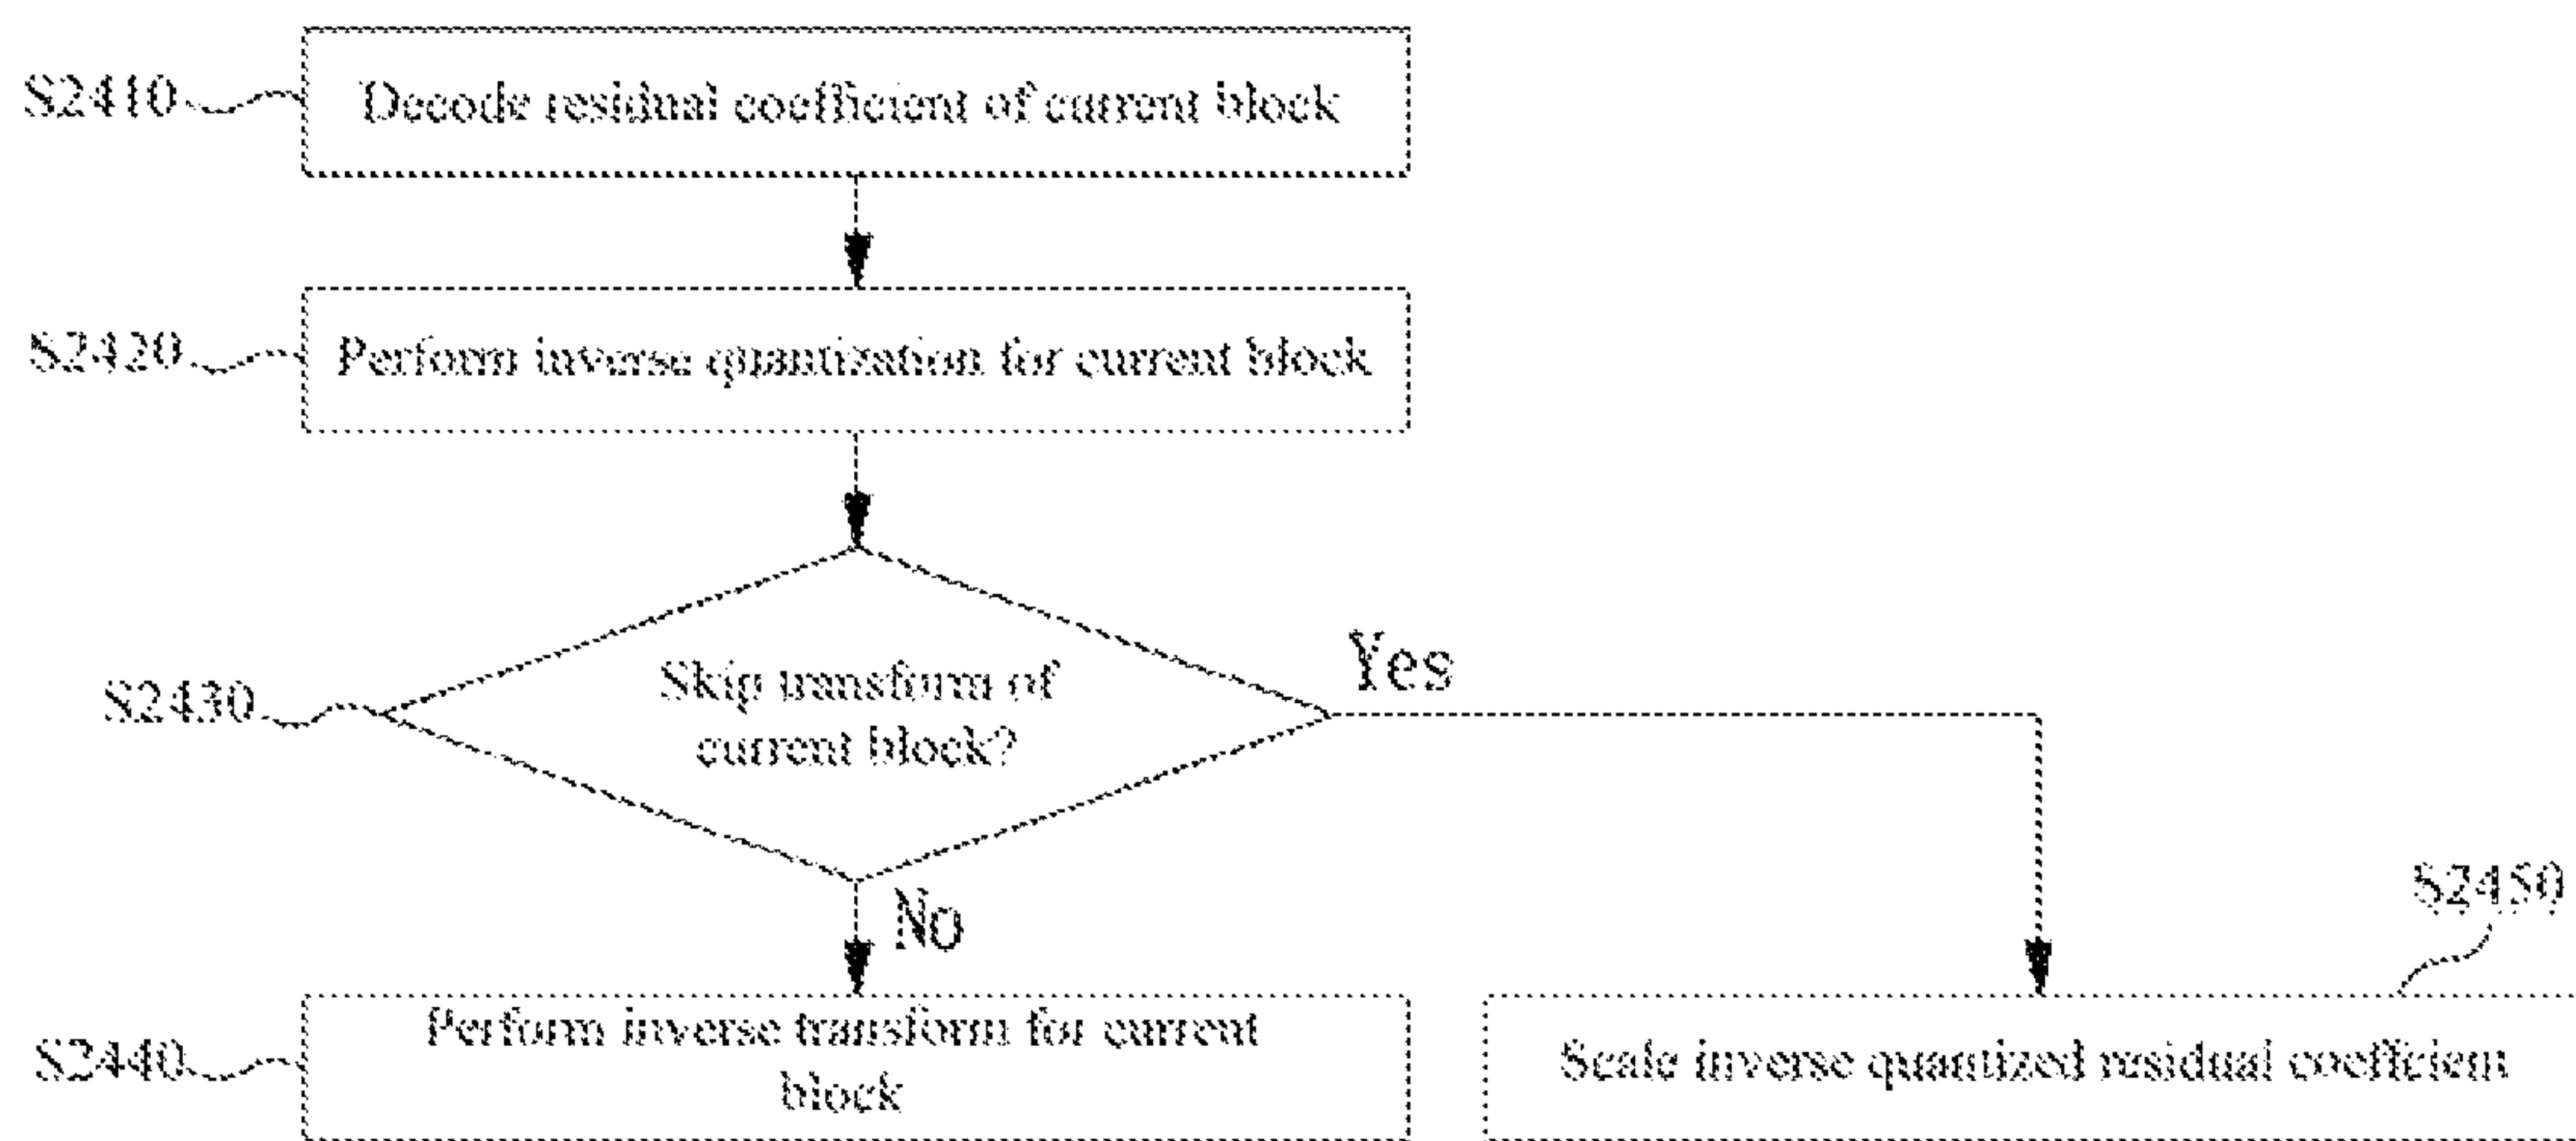 S2410
Decode residual coefficient of current block
S2420
Perform inverse quantization for current block
S2430
Skip transform of
current block?
Yes
No
S2440
Perform inverse transform for current
block
S2450
Scale inverse quantized residual coefficient